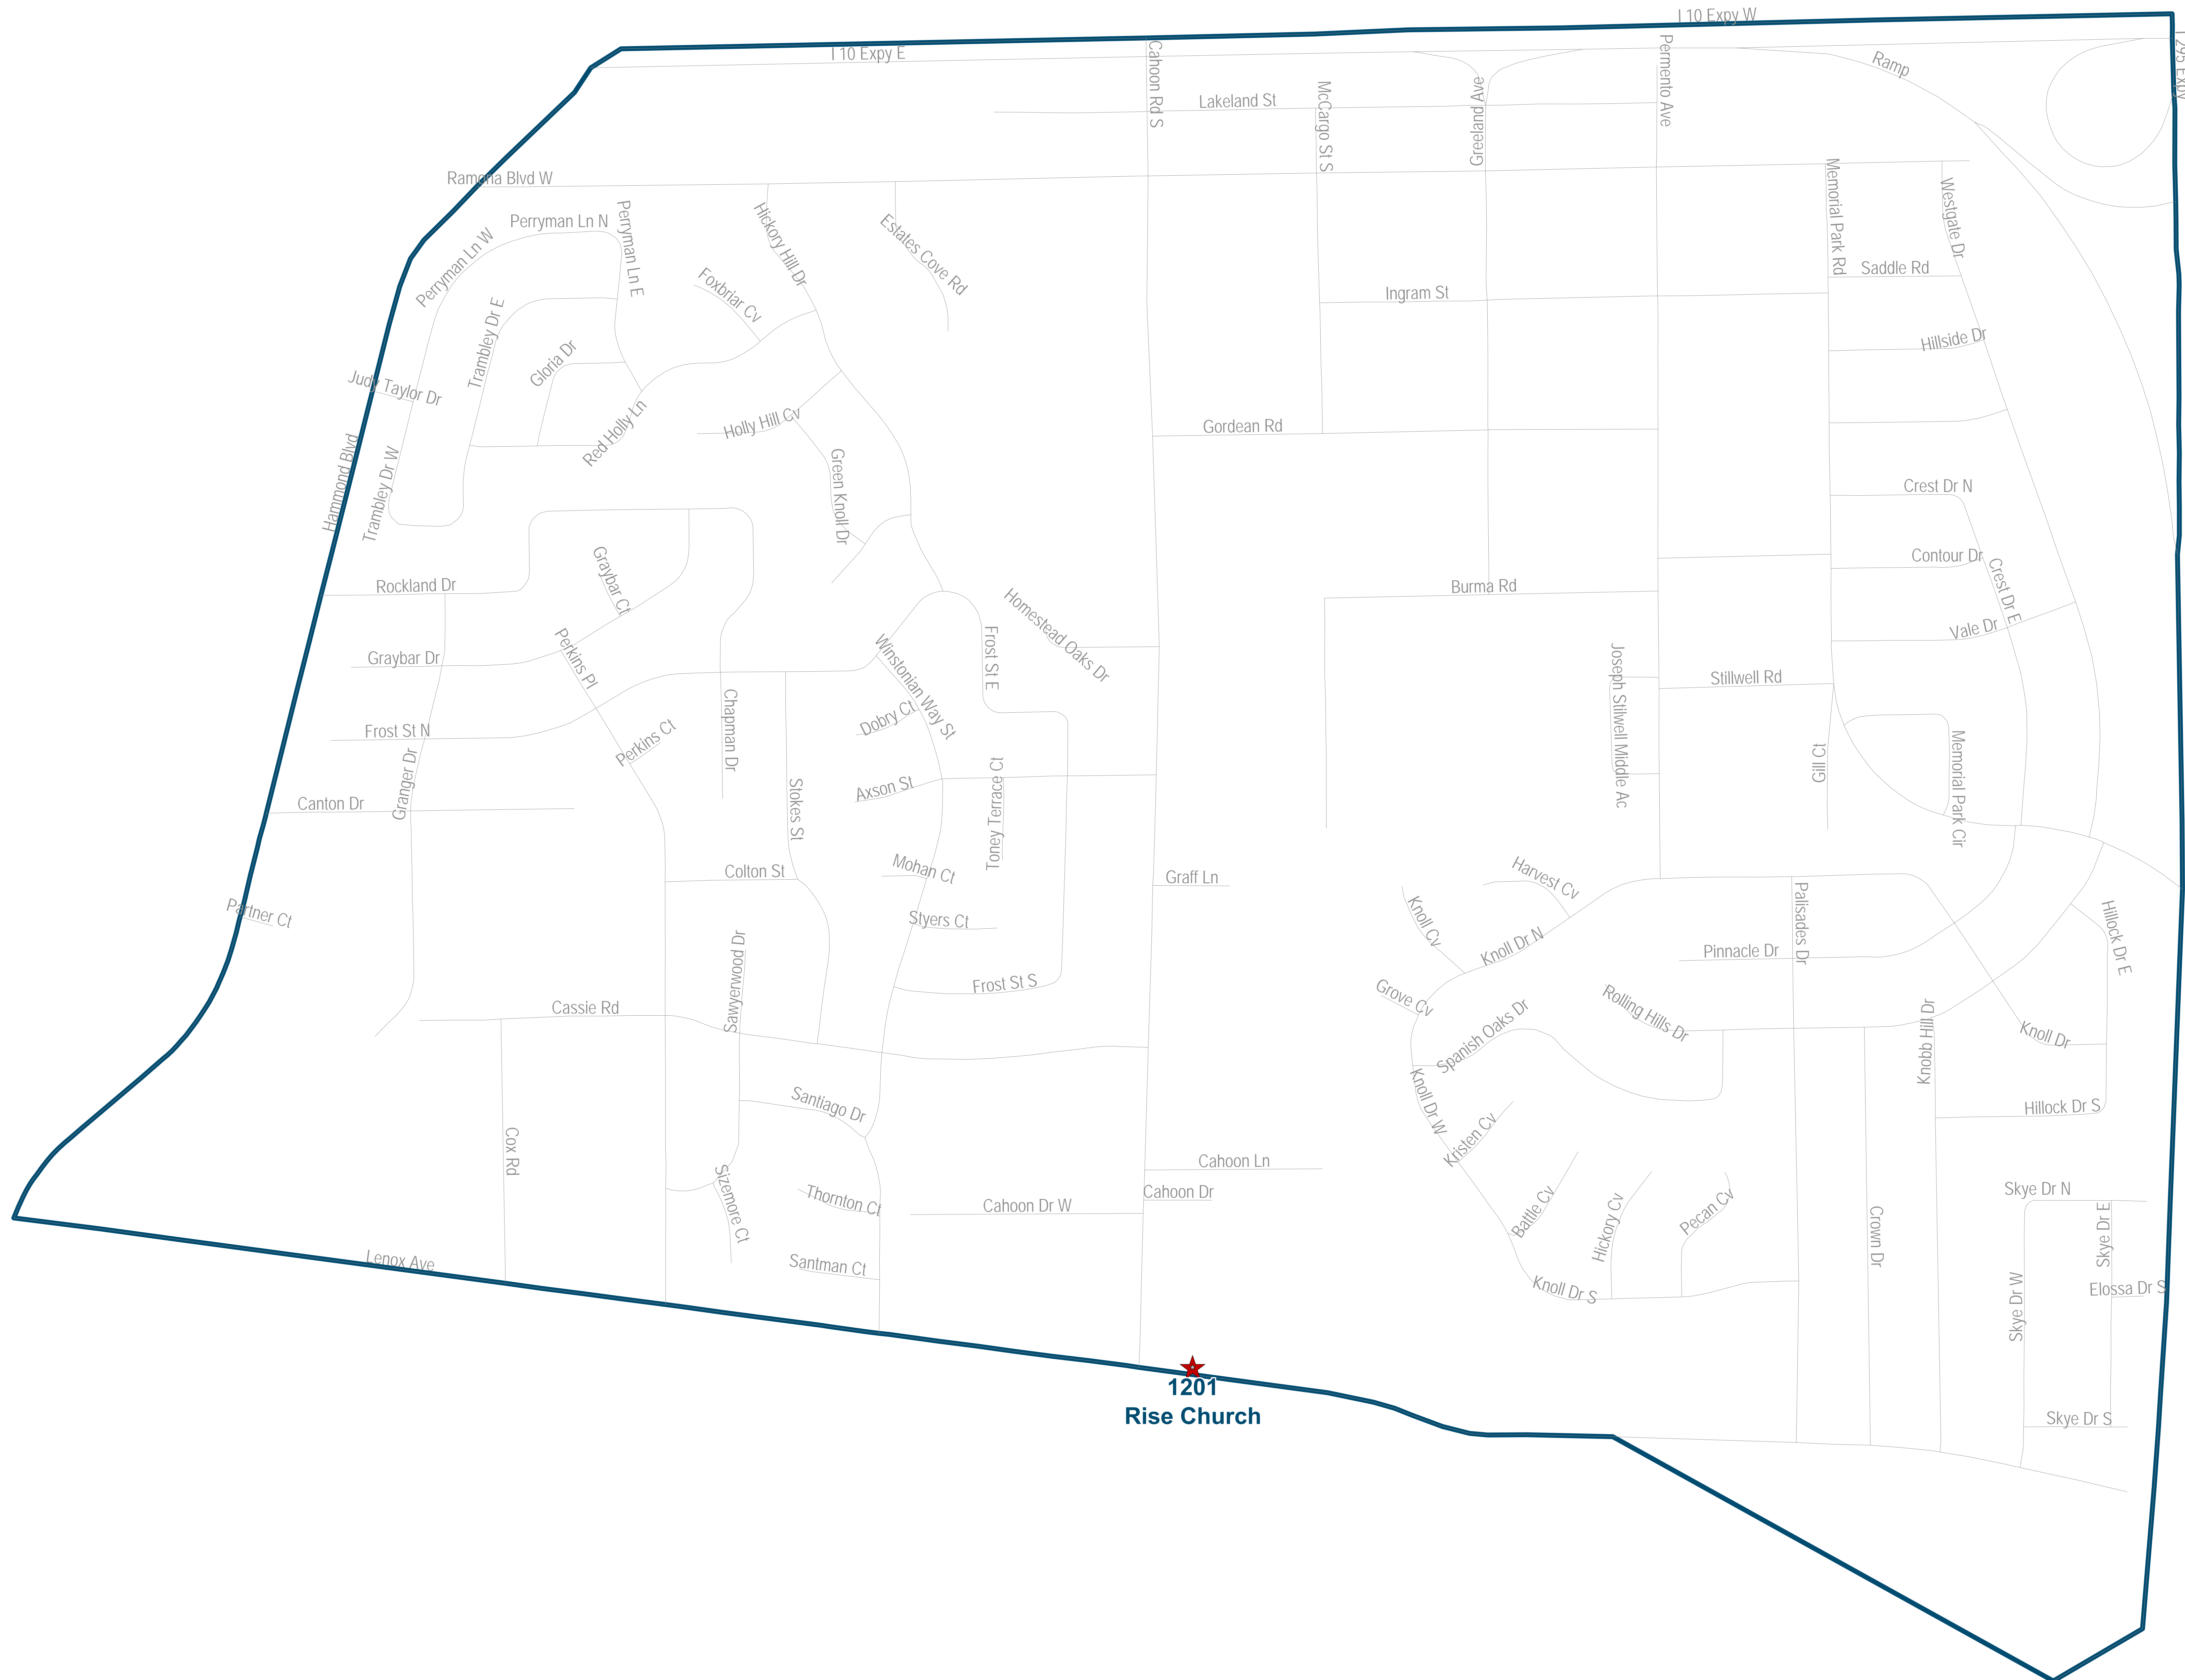 I 10 Expy W
I 10 Expy E
Cahoon Rd S
Permento Ave
Ramp
I 295 Expy
Lakeland St
McCargo St S
Greeland Ave
Ramona Blvd W
Memorial Park Rd
Westgate Dr
Perryman Ln N
Perryman Ln E
Perryman Ln W
Hickory Hill Dr
Estates Cove Rd
Saddle Rd
Foxbriar Cv
Ingram St
Trambley Dr E
Hillside Dr
Gloria Dr
Judy Taylor Dr
Red Holly Ln
Holly Hill Cv
Gordean Rd
Hammond Blvd
Trambley Dr W
Green Knoll Dr
Crest Dr N
Contour Dr
Crest Dr E
Rockland Dr
Graybar Ct
Burma Rd
Homestead Oaks Dr
Vale Dr
Graybar Dr
Perkins Pl
Winstonian Way St
Frost St E
Joseph Stilwell Middle Ac
Stillwell Rd
Frost St N
Perkins Ct
Chapman Dr
Dobry Ct
Gill Ct
Memorial Park Cir
Granger Dr
Canton Dr
Stokes St
Axson St
Toney Terrace Ct
Colton St
Mohan Ct
Graff Ln
Harvest Cv
Partner Ct
Styers Ct
Knoll Cv
Knoll Dr N
Palisades Dr
Pinnacle Dr
Hillock Dr E
Sawyerwood Dr
Frost St S
Cassie Rd
Grove Cv
Spanish Oaks Dr
Rolling Hills Dr
Knobb Hill Dr
Knoll Dr
Santiago Dr
Knoll Dr W
Hillock Dr S
Cox Rd
Kristen Cv
Cahoon Ln
Sizemore Ct
Thornton Ct
Cahoon Dr
Cahoon Dr W
Battle Cv
Hickory Cv
Pecan Cv
Crown Dr
Skye Dr N
Skye Dr E
Lenox Ave
Santman Ct
Knoll Dr S
Skye Dr W
Elossa Dr S
1201
Rise Church
Skye Dr S